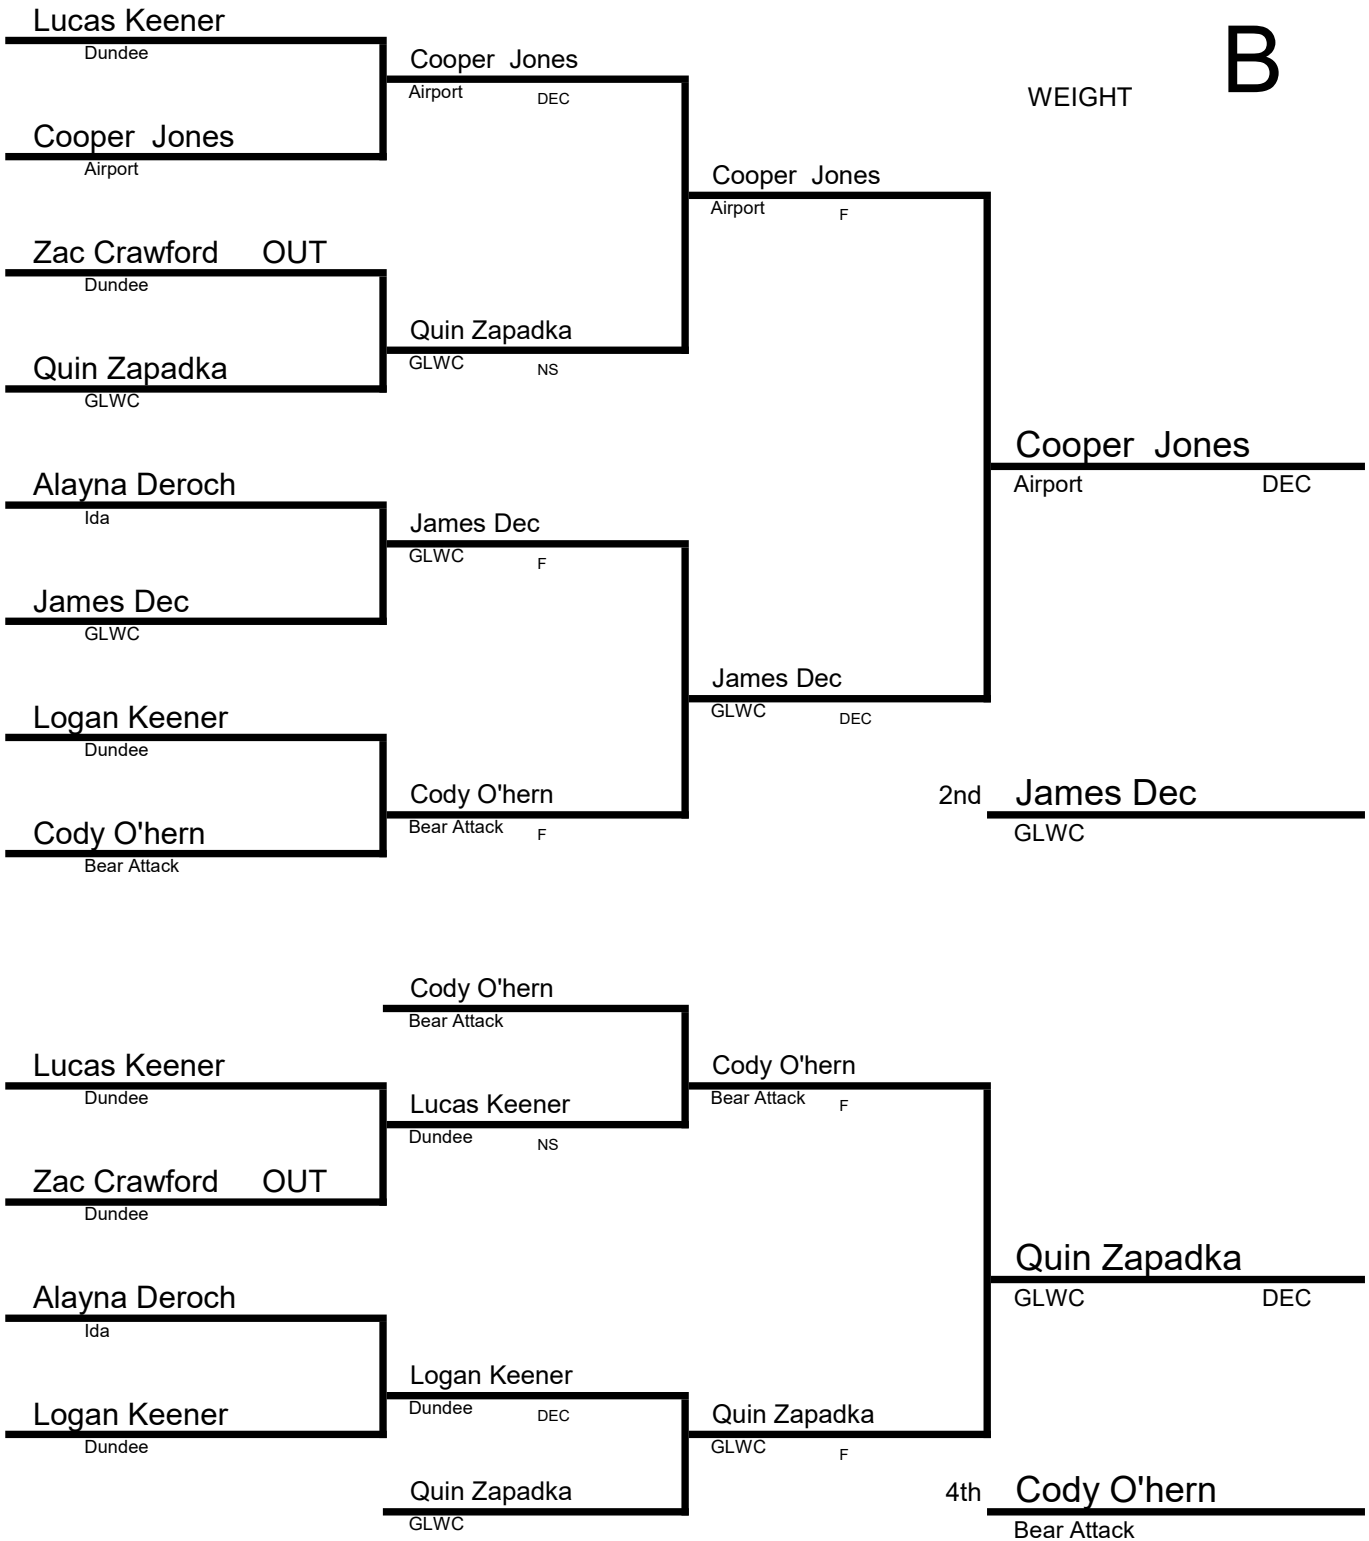 Lucas Keener
Dundee
Cooper Jones
Airport DEC
B
WEIGHT
Cooper Jones
Airport
Cooper Jones
Airport F
Zac Crawford OUT
Dundee
Quin Zapadka
GLWC NS
Quin Zapadka
GLWC
Cooper Jones
Airport DEC
Alayna Deroch
Ida
James Dec
GLWC F
James Dec
GLWC
James Dec
GLWC DEC
Logan Keener
Dundee
Cody O'hern
Bear Attack F
2nd James Dec
GLWC
Cody O'hern
Bear Attack
Cody O'hern
Bear Attack
Lucas Keener
Dundee
Cody O'hern
Bear Attack F
Lucas Keener
Dundee NS
Zac Crawford OUT
Dundee
Quin Zapadka
GLWC DEC
Alayna Deroch
Ida
Logan Keener
Dundee DEC
Logan Keener
Dundee
Quin Zapadka
GLWC F
Quin Zapadka
GLWC
4th Cody O'hern
Bear Attack